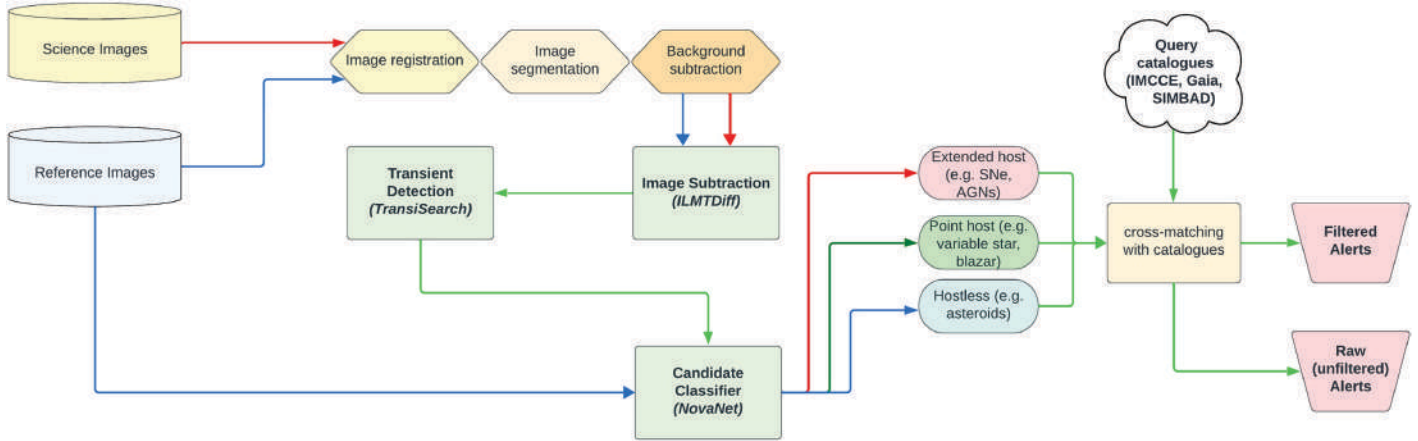 Science Images
Image registration
Image
segmentation
Background
subtraction
Query
catalogues
(IMCCE, Gaia,
SIMBAD)
Reference Images
Transient
Detection
(TransiSearch)
Image Subtraction
(ILMTDiff)
Extended host
(e.g. SNe,
AGNs)
Point host (e.g.
variable star,
blazar)
Hostless (e.g.
asteroids)
cross-matching
with catalogues
Filtered
Alerts
Candidate
Classifier
(NovaNet)
Raw
(unfiltered)
Alerts